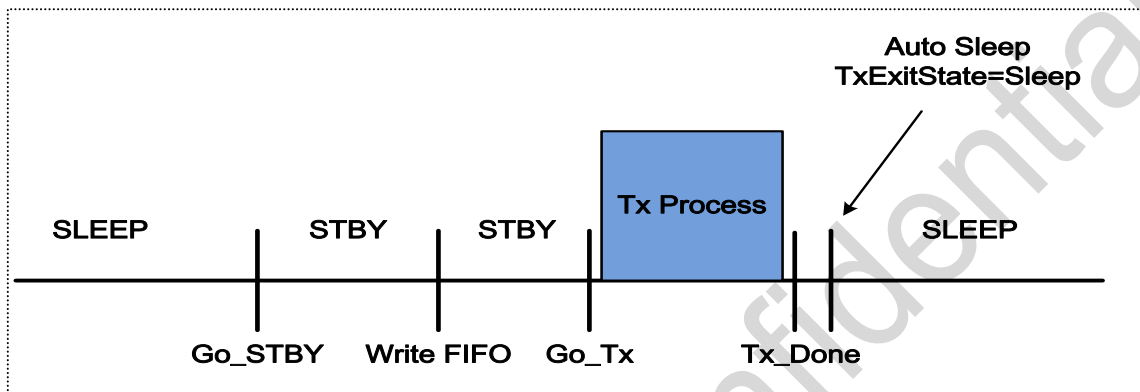 Auto Sleep
TxExitState=Sleep
Tx Process
SLEEP
STBY
STBY
SLEEP
Go_STBY
Write FIFO
Go_Tx
Tx_Done